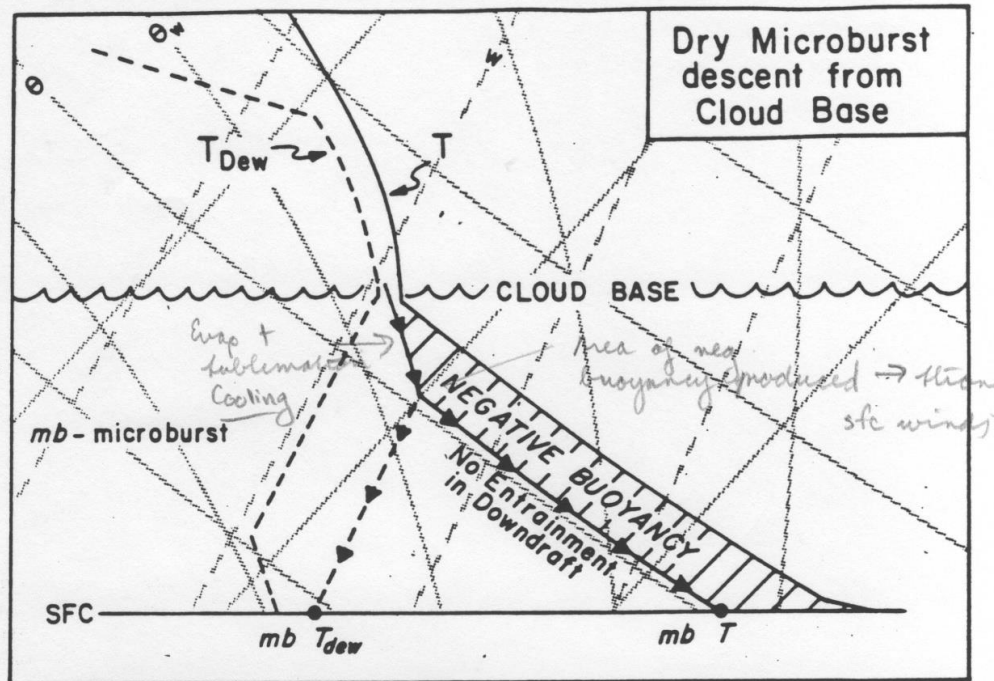 Dry Microburst
descent from
Cloud Base
θ
θw
w
TDew
T
CLOUD BASE
Evap +
sublimation
Cooling
Area of neg
buoyancy produced →
sfc winds
mb - microburst
NEGATIVE BUOYANCY
No Entrainment
in Downdraft
SFC
mb Tdew
mb T